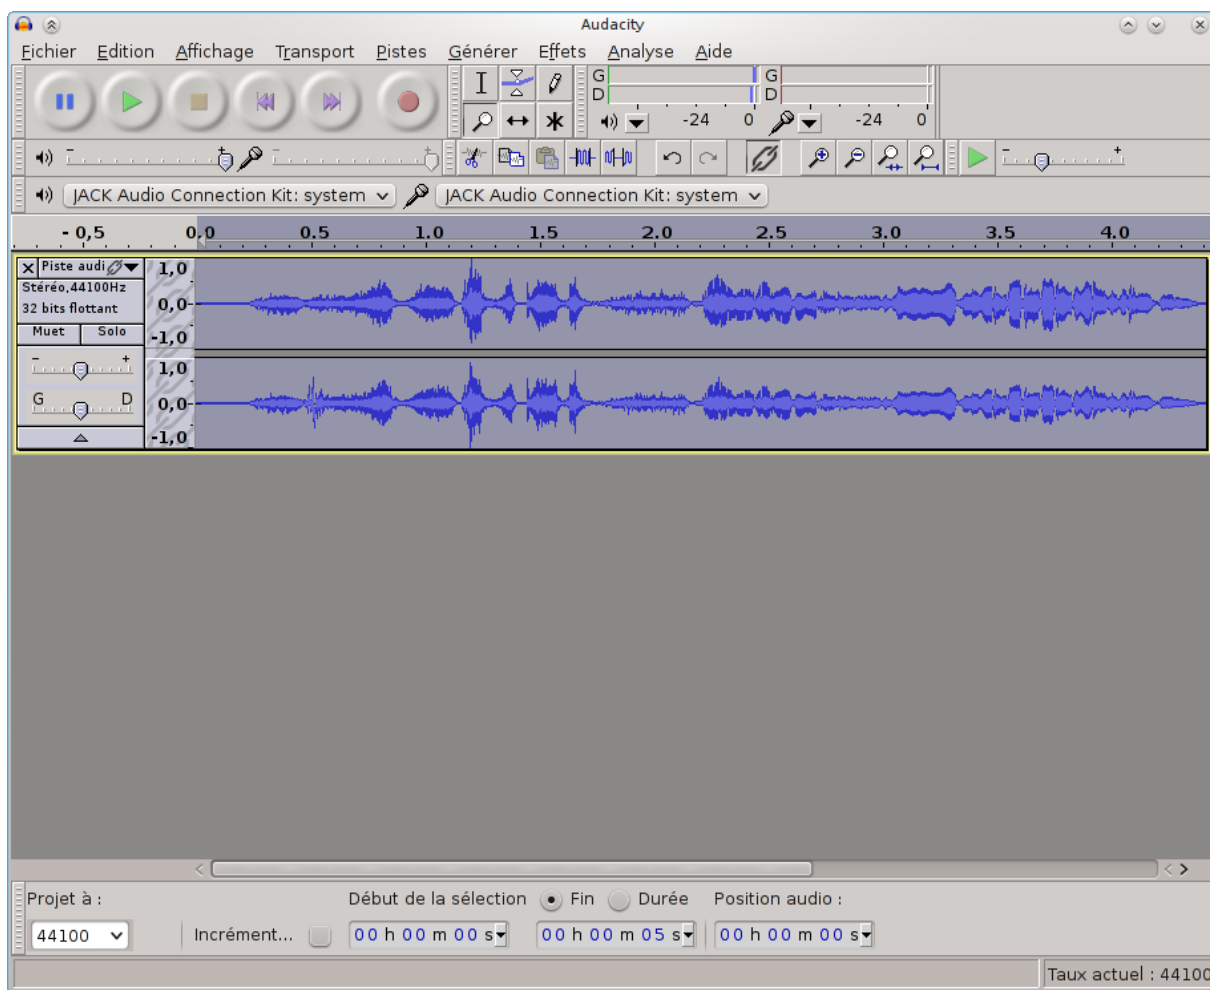 Audacity
Fichier Edition Affichage Transport Pistes Générer Effets Analyse Aide
G G
D D
-24 0 -24 0
- + - +
JACK Audio Connection Kit: system JACK Audio Connection Kit: system
- 0,5 0,0 0.5 1.0 1.5 2.0 2.5 3.0 3.5 4.0
Piste audi 1,0
Stéréo,44100Hz
32 bits flottant 0,0
Muet Solo -1,0
- + 1,0
G D 0,0
-1,0
Projet à : Début de la sélection Fin Durée Position audio :
44100 Incrément... 00 h 00 m 00 s 00 h 00 m 05 s 00 h 00 m 00 s
Taux actuel : 44100